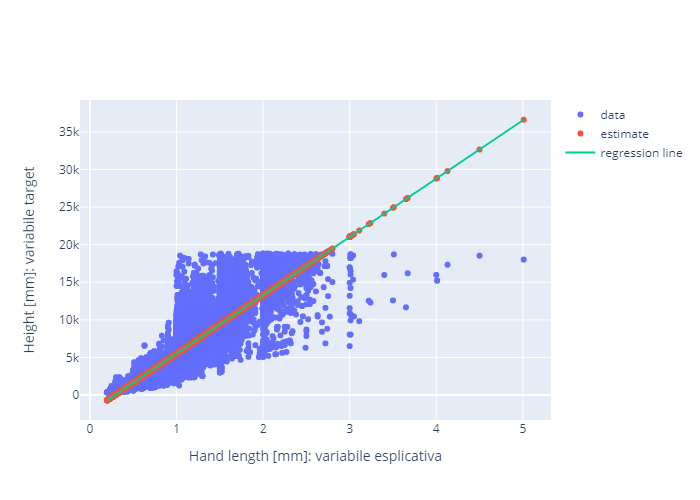 data
estimate
regression line
35k
30k
25k
20k
15k
10k
5k
0
0 1 2 3 4 5
Height [mm]: variabile target
Hand length [mm]: variabile esplicativa